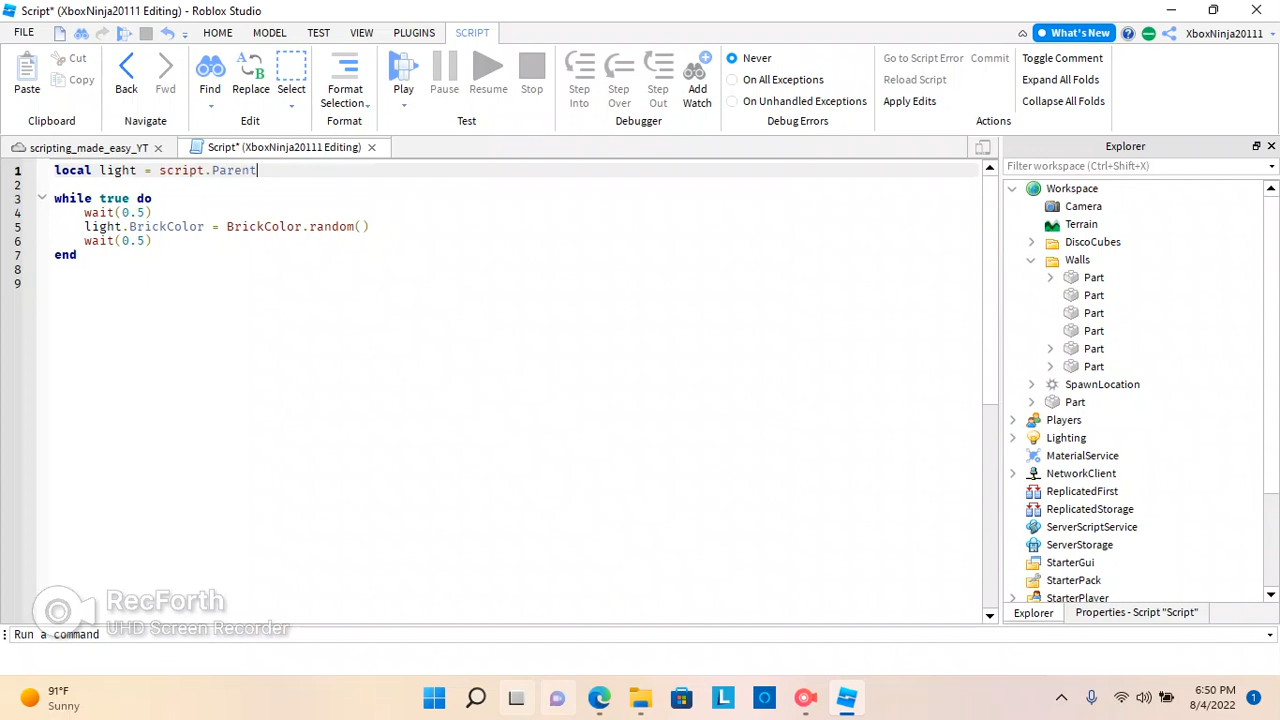 Script* (XboxNinja20111 Editing) - Roblox Studio
FILE HOME MODEL TEST VIEW PLUGINS SCRIPT What's New XboxNinja20111
Paste Cut Copy Back Fwd Find Replace Select Format Selection Play Pause Resume Stop Step Into Step Over Step Out Add Watch
Never
On All Exceptions
On Unhandled Exceptions
Go to Script Error Commit
Reload Script
Apply Edits
Toggle Comment
Expand All Folds
Collapse All Folds
Clipboard Navigate Edit Format Test Debugger Debug Errors Actions
scripting_made_easy_YT Script* (XboxNinja20111 Editing)
1 local light = script.Parent
2
3 while true do
4 wait(0.5)
5 light.BrickColor = BrickColor.random()
6 wait(0.5)
7 end
8
9
Explorer
Filter workspace (Ctrl+Shift+X)
Workspace
Camera
Terrain
DiscoCubes
Walls
Part
Part
Part
Part
Part
Part
SpawnLocation
Part
Players
Lighting
MaterialService
NetworkClient
ReplicatedFirst
ReplicatedStorage
ServerScriptService
ServerStorage
StarterGui
StarterPack
StarterPlayer
Explorer Properties - Script "Script"
RecForth
UHD Screen Recorder
Run a command
91°F
Sunny
L
6:50 PM
8/4/2022
1